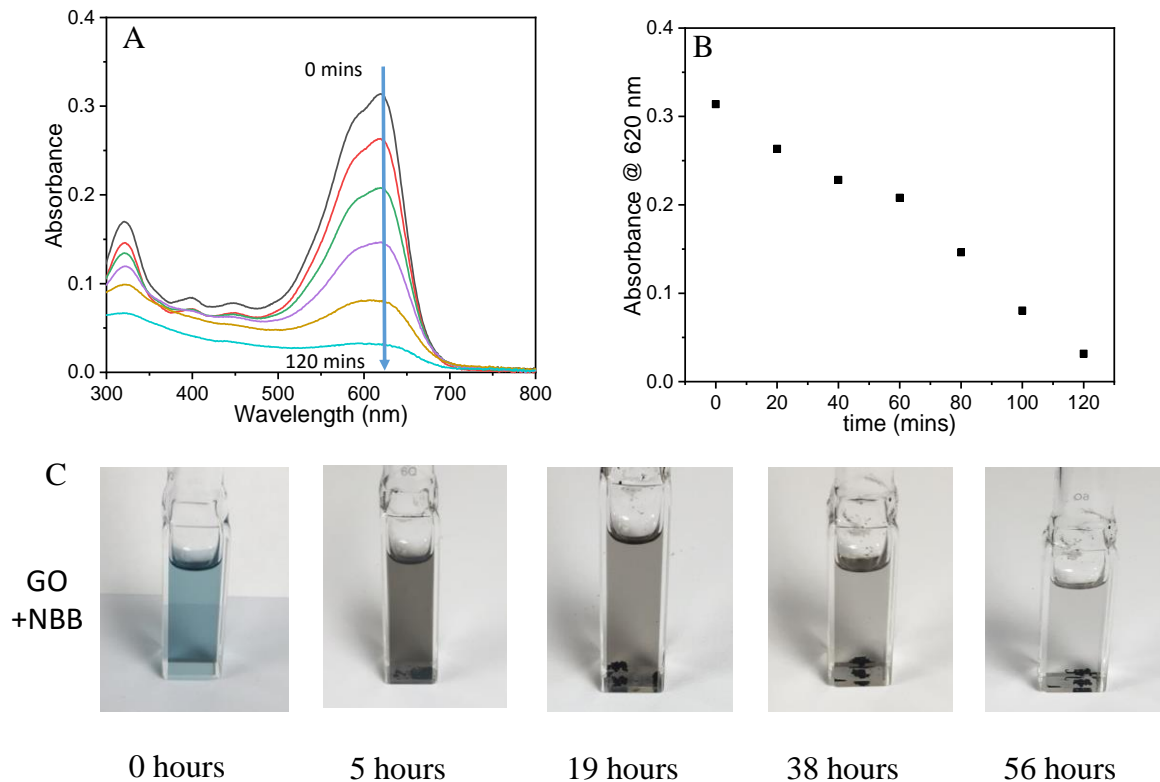 A
0 mins
120 mins
0.4
0.3
0.2
0.1
0.0
Absorbance
300 400 500 600 700 800
Wavelength (nm)
B
0.4
0.3
0.2
0.1
0.0
Absorbance @ 620 nm
0 20 40 60 80 100 120
time (mins)
C
GO
+NBB
0 hours
5 hours
19 hours
38 hours
56 hours